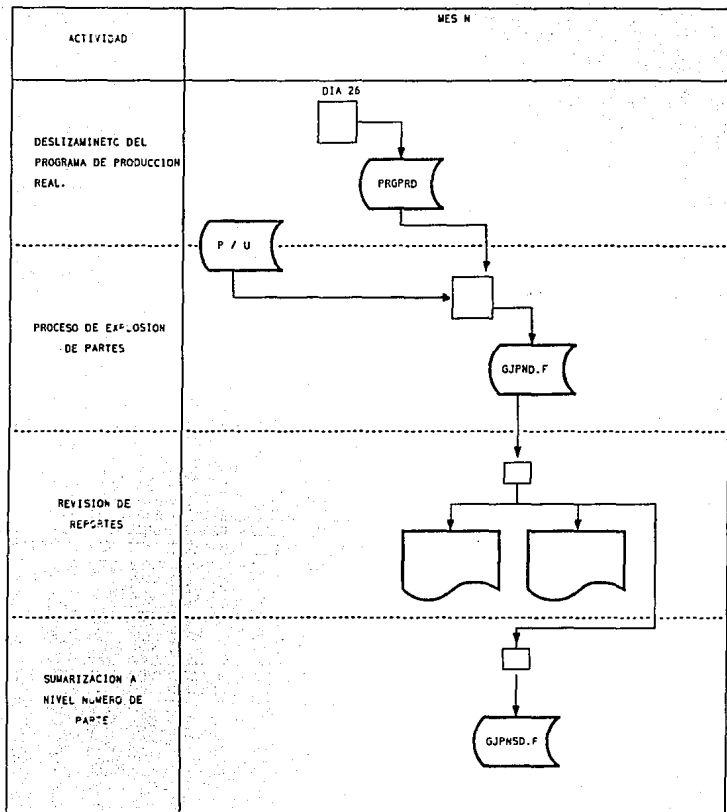 ACTIVIDAD
MES N
DIA 26
DESLIZAMINETO DEL
PROGRAMA DE PRODUCCION
REAL.
PRGPRD
P / U
PROCESO DE EXPLOSION
DE PARTES
GJPND.F
REVISION DE
REPORTES
SUMARIZACION A
NIVEL NUMERO DE
PARTE
GJPNSD.F